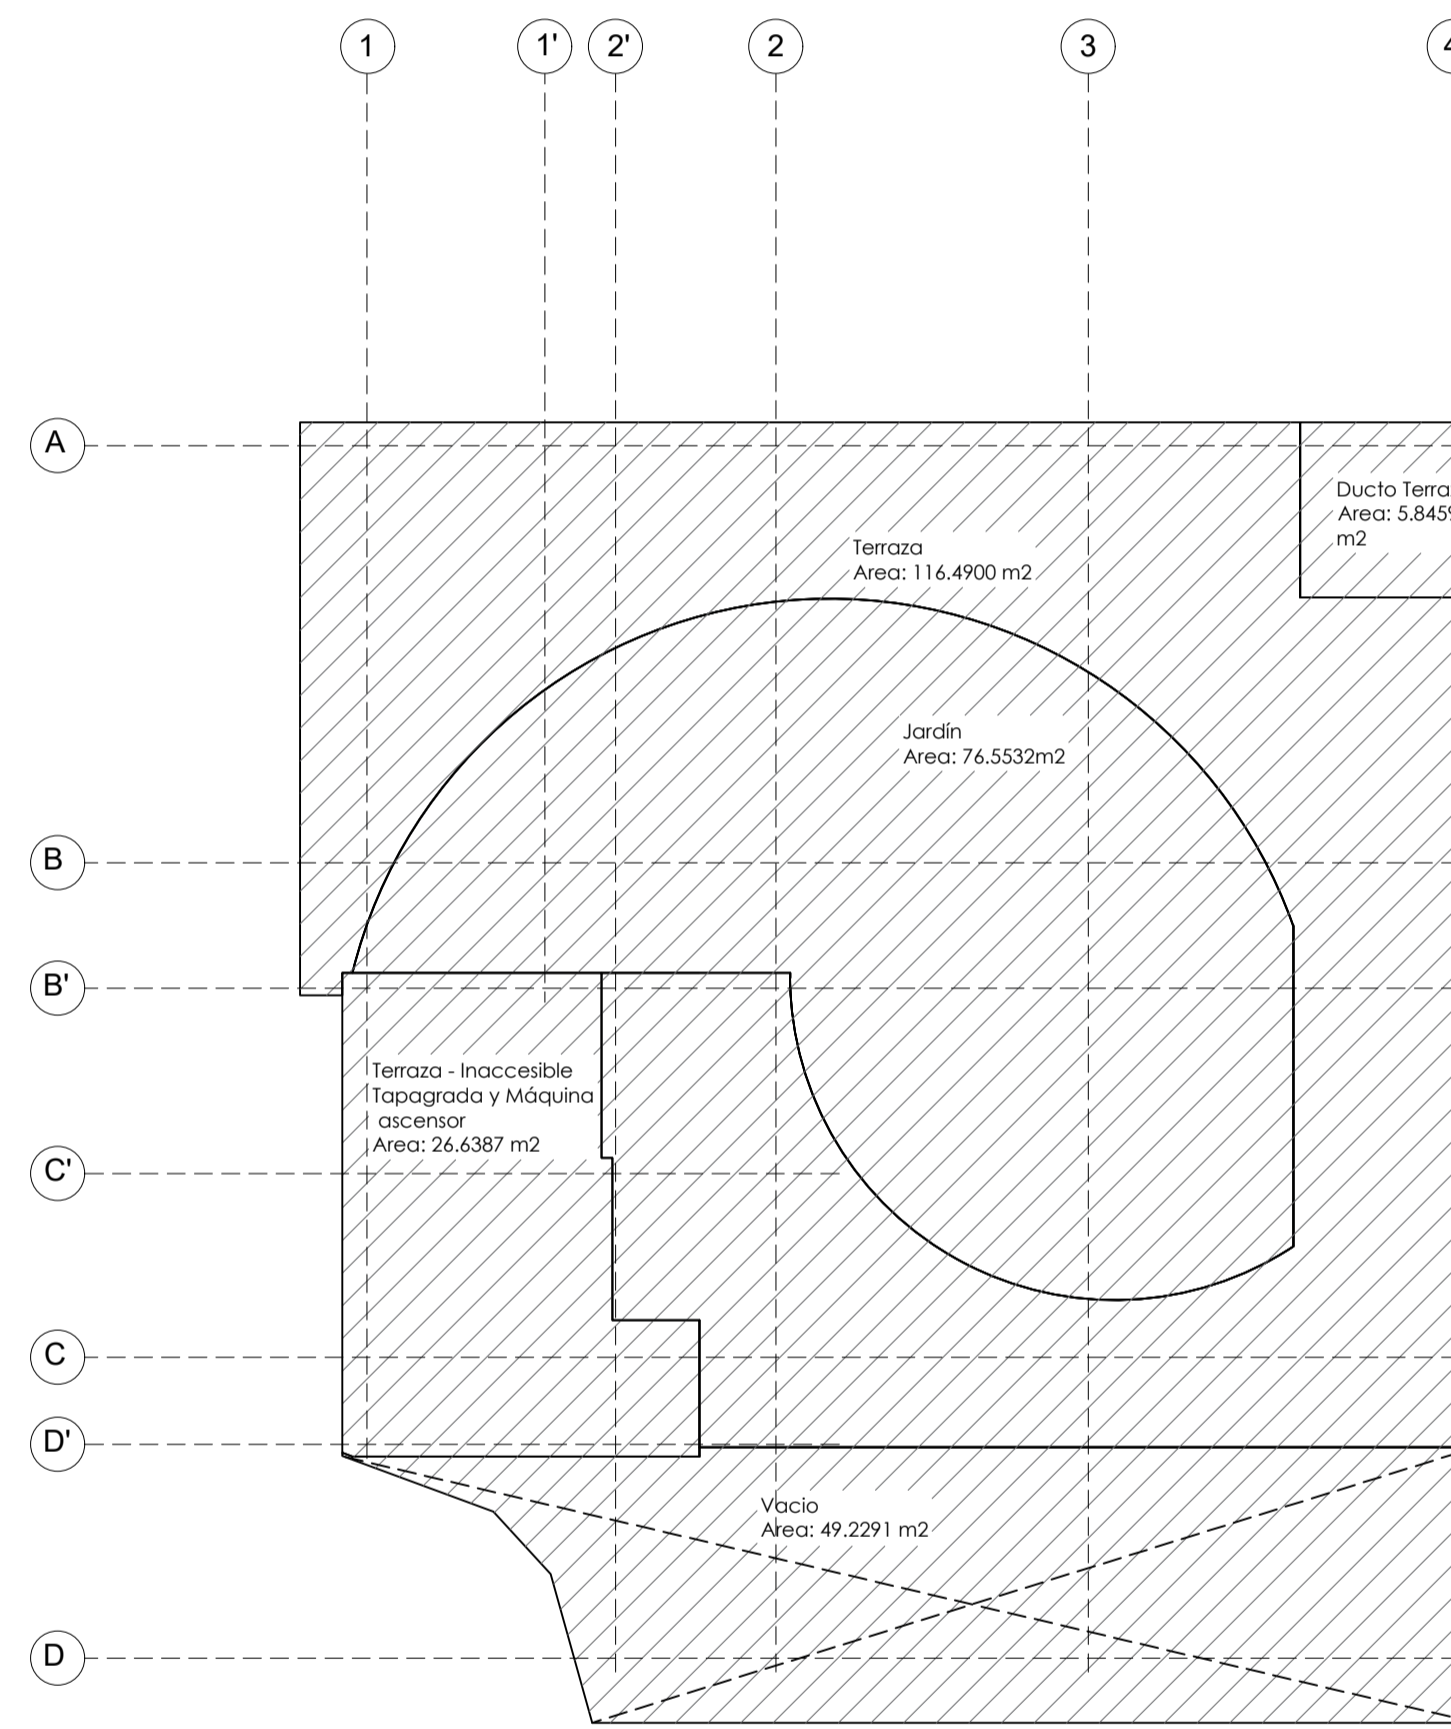 1
1'
2'
2
3
4
A
Ducto Terra
Area: 5.845
m2
Terraza
Area: 116.4900 m2
Jardín
Area: 76.5532m2
B
B'
Terraza - Inaccesible
Tapagrada y Máquina
ascensor
Area: 26.6387 m2
C'
C
D'
Vacio
Area: 49.2291 m2
D